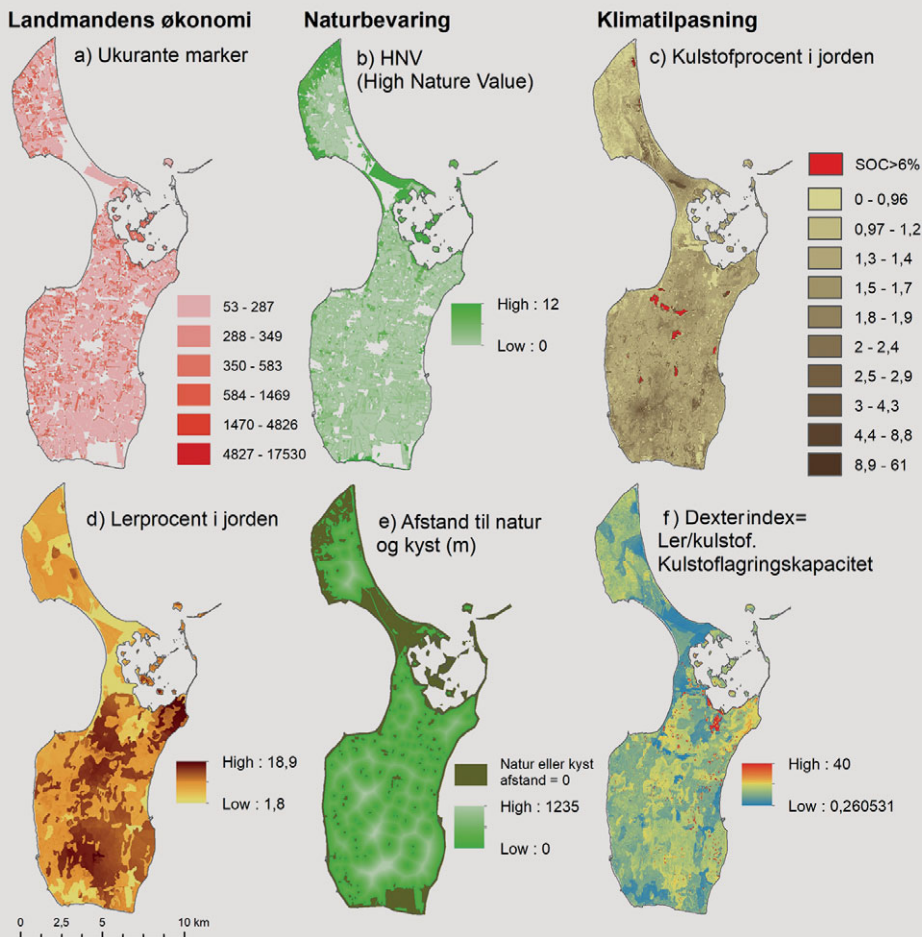 Landmandens økonomi
Naturbevaring
Klimatilpasning
a) Ukurante marker
b) HNV
(High Nature Value)
c) Kulstofprocent i jorden
53 - 287
288 - 349
350 - 583
584 - 1469
1470 - 4826
4827 - 17530
High : 12
Low : 0
SOC>6%
0 - 0,96
0,97 - 1,2
1,3 - 1,4
1,5 - 1,7
1,8 - 1,9
2 - 2,4
2,5 - 2,9
3 - 4,3
4,4 - 8,8
8,9 - 61
d) Lerprocent i jorden
e) Afstand til natur
og kyst (m)
f) Dexterindex=
Ler/kulstof.
Kulstoflagringskapacitet
High : 18,9
Low : 1,8
Natur eller kyst
afstand = 0
High : 1235
Low : 0
High : 40
Low : 0,260531
0 2,5 5 10 km